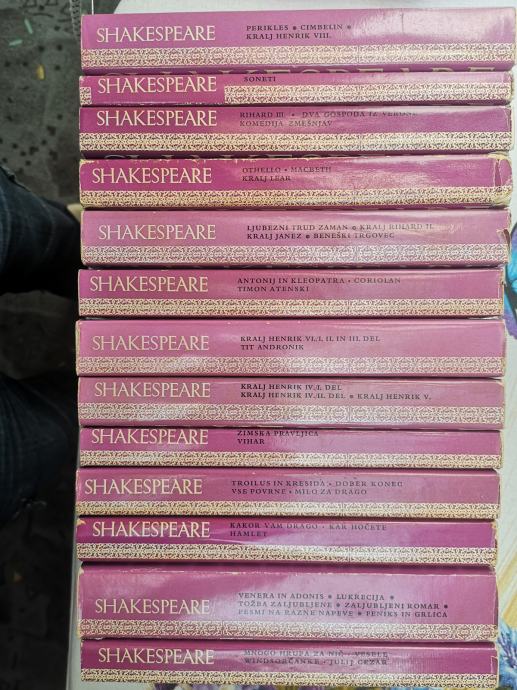 SHAKESPEARE
PERIKLES • CIMBELIN •
KRALJ HENRIK VIII.
SHAKESPEARE
SONETI
SHAKESPEARE
RIHARD III. • DVA GOSPODA IZ VERONE
KOMEDIJA ZMEŠNJAV
SHAKESPEARE
OTHELLO • MACBETH
KRALJ LEAR
SHAKESPEARE
LJUBEZNI TRUD ZAMAN • KRALJ RIHARD II.
KRALJ JANEZ • BENEŠKI TRGOVEC
SHAKESPEARE
ANTONIJ IN KLEOPATRA • CORIOLAN
TIMON ATENSKI
SHAKESPEARE
KRALJ HENRIK VI./I. II. IN III. DEL
TIT ANDRONIK
SHAKESPEARE
KRALJ HENRIK IV./I. DEL
KRALJ HENRIK IV./II. DEL • KRALJ HENRIK V.
SHAKESPEARE
ZIMSKA PRAVLJICA
VIHAR
SHAKESPEARE
TROILUS IN KRESIDA • DOBER KONEC
VSE POVRNE • MILO ZA DRAGO
SHAKESPEARE
KAKOR VAM DRAGO • KAR HOČETE
HAMLET
SHAKESPEARE
VENERA IN ADONIS • LUKRECIJA •
TOŽBA ZALJUBLJENE • ZALJUBLJENI ROMAR •
PESMI NA RAZNE NAPEVE • FENIKS IN GRLICA
SHAKESPEARE
MNOGO HRUPA ZA NIČ • VESELE
WINDSORČANKE • JULIJ CEZAR